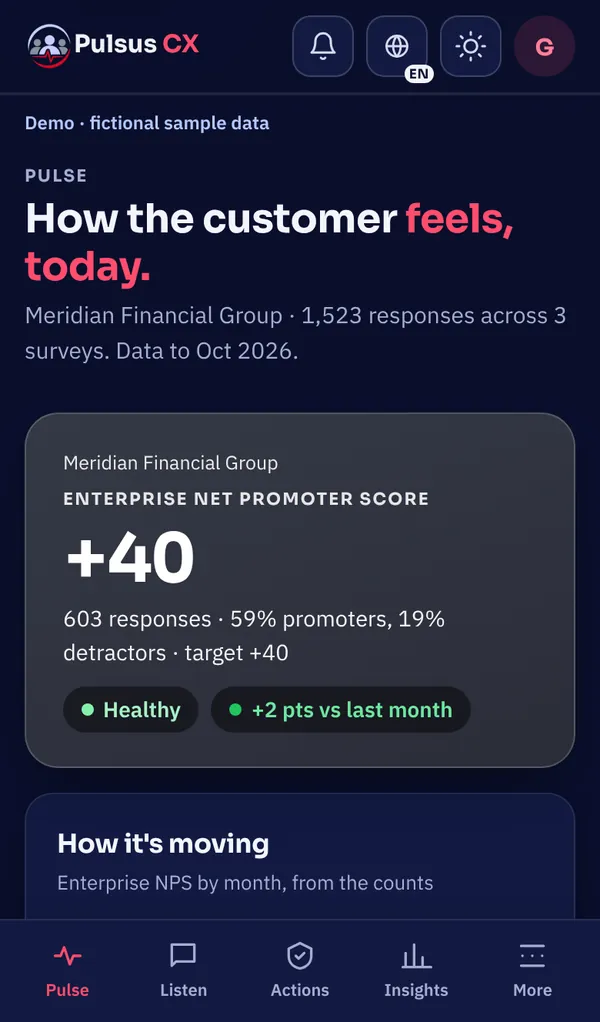 Pulsus CX
EN
G
Demo · fictional sample data
PULSE
How the customer feels,
today.
Meridian Financial Group · 1,523 responses across 3
surveys. Data to Oct 2026.
Meridian Financial Group
ENTERPRISE NET PROMOTER SCORE
+40
603 responses · 59% promoters, 19%
detractors · target +40
Healthy
+2 pts vs last month
How it's moving
Enterprise NPS by month, from the counts
Pulse
Listen
Actions
Insights
More